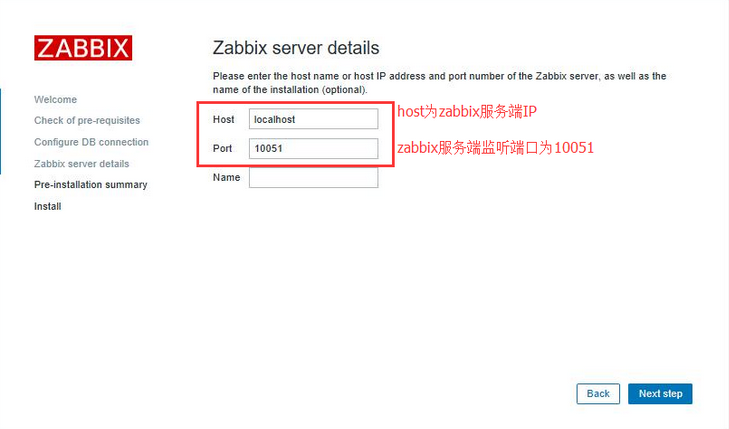 ZABBIX
Zabbix server details
Please enter the host name or host IP address and port number of the Zabbix server, as well as the
name of the installation (optional).
Welcome
Check of pre-requisites
Configure DB connection
Zabbix server details
Pre-installation summary
Install
Host localhost host为zabbix服务端IP
Port 10051 zabbix服务端监听端口为10051
Name
Back Next step